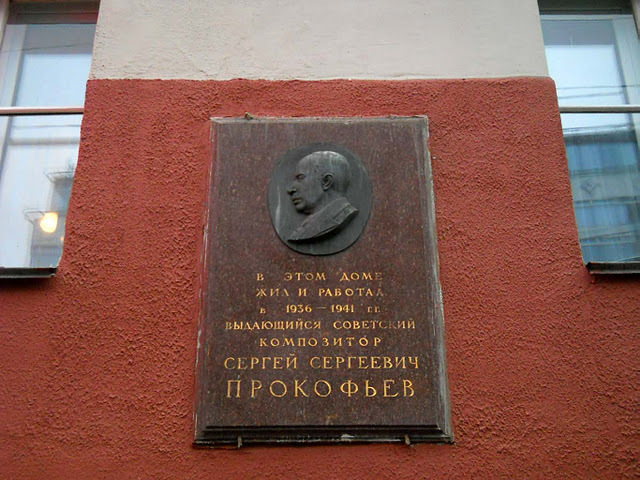 В ЭТОМ ДОМЕ
ЖИЛ И РАБОТАЛ
В 1936 — 1941 ГГ.
ВЫДАЮЩИЙСЯ СОВЕТСКИЙ
КОМПОЗИТОР
СЕРГЕЙ СЕРГЕЕВИЧ
ПРОКОФЬЕВ